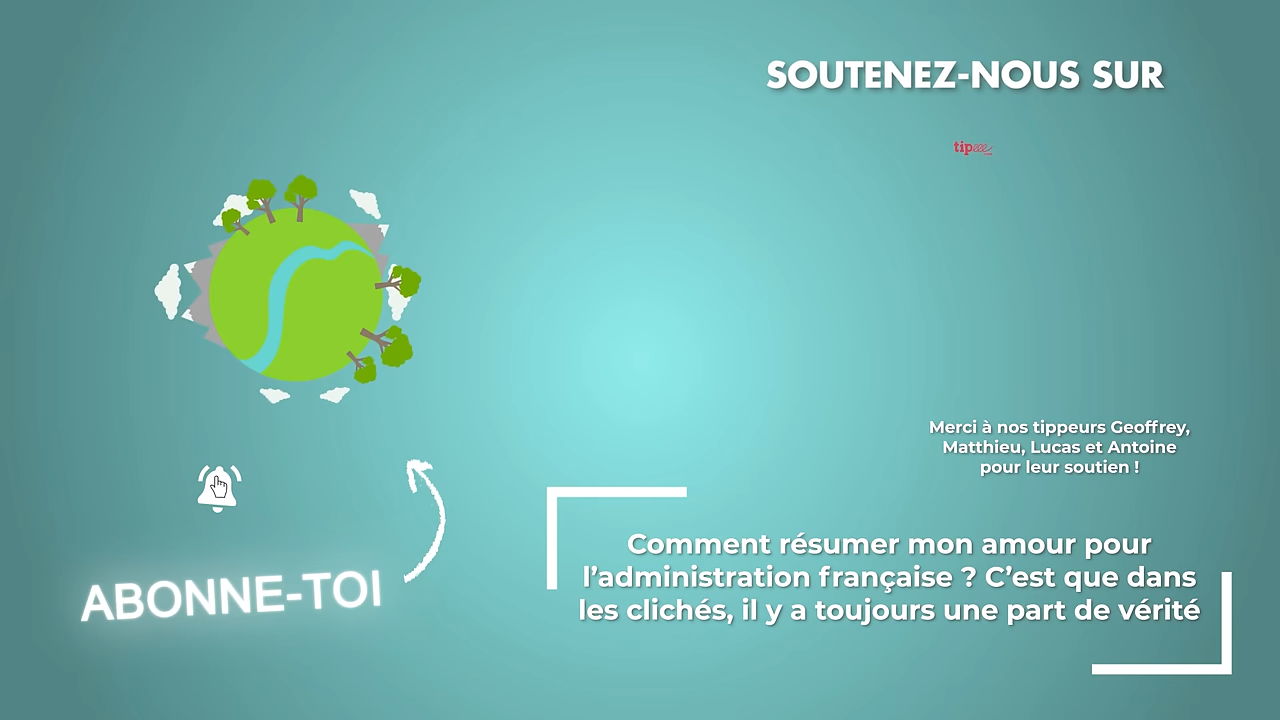 SOUTENEZ-NOUS SUR
tipeee
Merci à nos tippeurs Geoffrey,
Matthieu, Lucas et Antoine
pour leur soutien !
Comment résumer mon amour pour
l’administration française ? C’est que dans
les clichés, il y a toujours une part de vérité
ABONNE-TOI